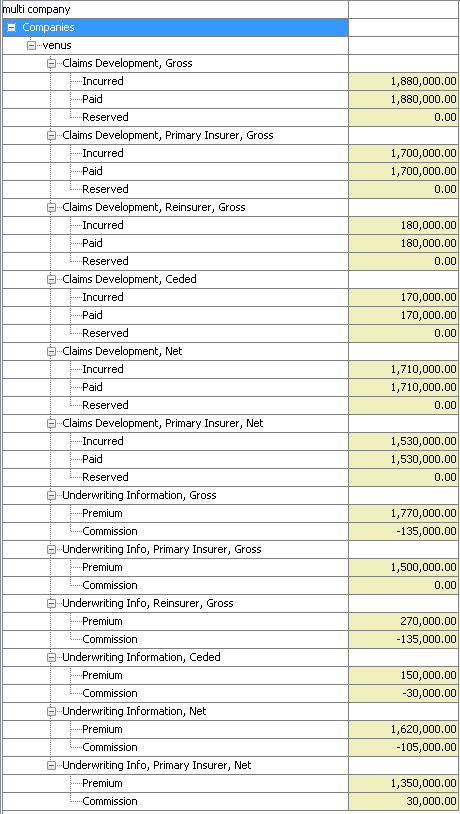 multi company
Companies
venus
Claims Development, Gross
Incurred 1,880,000.00
Paid 1,880,000.00
Reserved 0.00
Claims Development, Primary Insurer, Gross
Incurred 1,700,000.00
Paid 1,700,000.00
Reserved 0.00
Claims Development, Reinsurer, Gross
Incurred 180,000.00
Paid 180,000.00
Reserved 0.00
Claims Development, Ceded
Incurred 170,000.00
Paid 170,000.00
Reserved 0.00
Claims Development, Net
Incurred 1,710,000.00
Paid 1,710,000.00
Reserved 0.00
Claims Development, Primary Insurer, Net
Incurred 1,530,000.00
Paid 1,530,000.00
Reserved 0.00
Underwriting Information, Gross
Premium 1,770,000.00
Commission -135,000.00
Underwriting Info, Primary Insurer, Gross
Premium 1,500,000.00
Commission 0.00
Underwriting Info, Reinsurer, Gross
Premium 270,000.00
Commission -135,000.00
Underwriting Information, Ceded
Premium 150,000.00
Commission -30,000.00
Underwriting Information, Net
Premium 1,620,000.00
Commission -105,000.00
Underwriting Info, Primary Insurer, Net
Premium 1,350,000.00
Commission 30,000.00